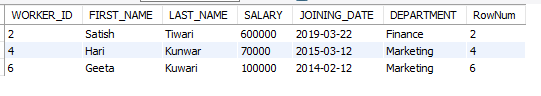 WORKER_ID FIRST_NAME LAST_NAME SALARY JOINING_DATE DEPARTMENT RowNum
2 Satish Tiwari 600000 2019-03-22 Finance 2
4 Hari Kunwar 70000 2015-03-12 Marketing 4
6 Geeta Kuwari 100000 2014-02-12 Marketing 6